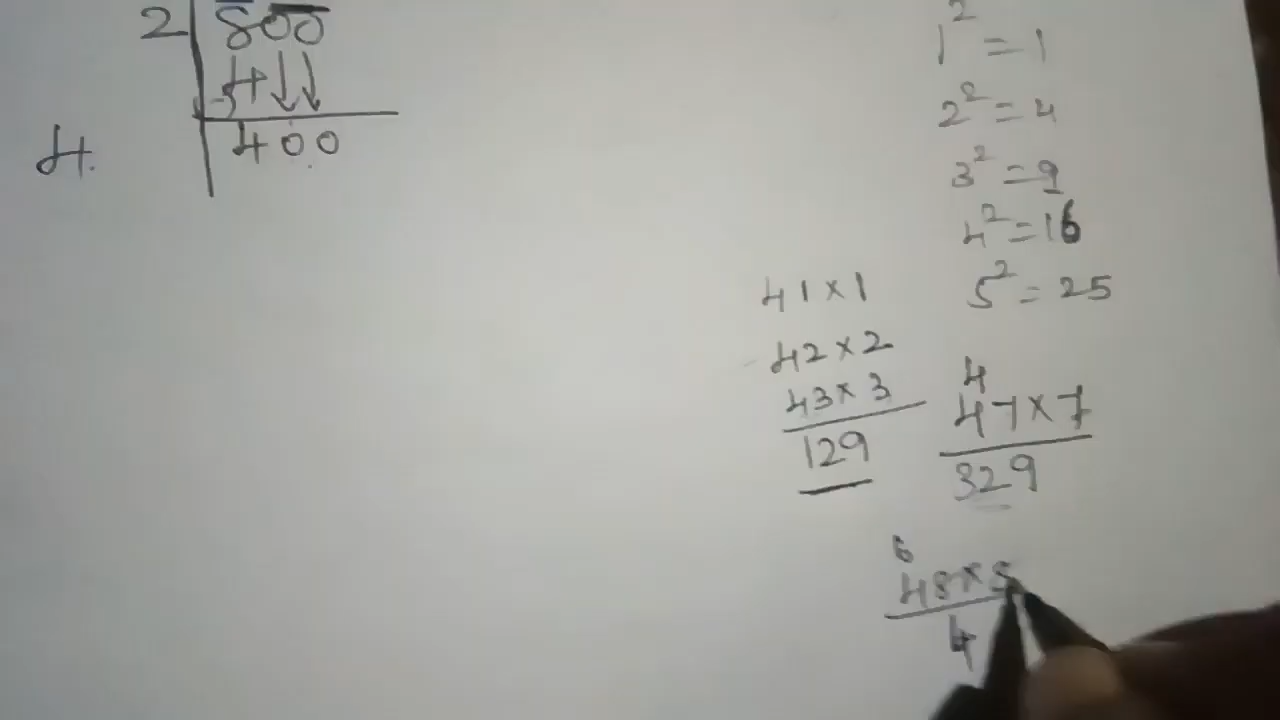 2 800
4
4. 400
1² = 1
2² = 4
3² = 9
4² = 16
5² = 25
41 × 1
42 × 2
43 × 3
129
4
47 × 7
329
6
48 × 8
4